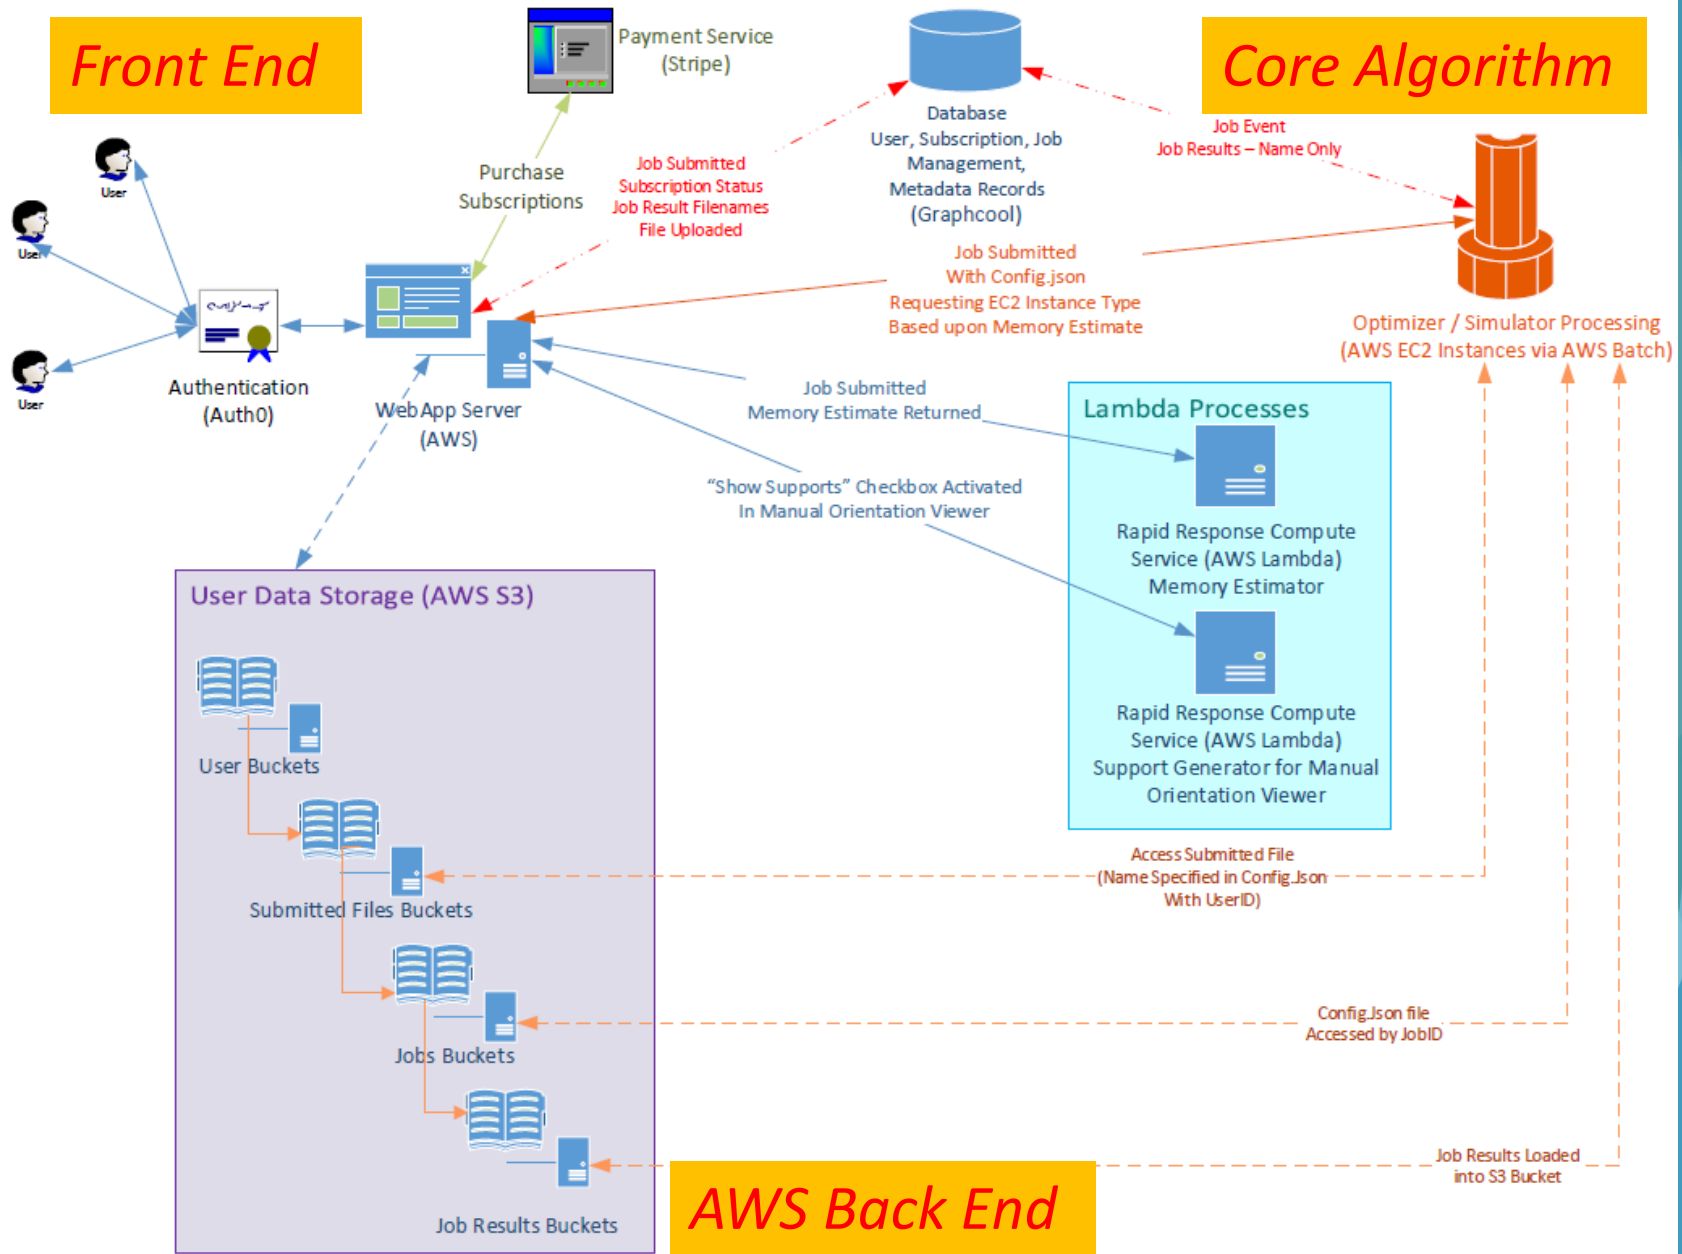 Front End
Payment Service
(Stripe)
Core Algorithm
Database
User, Subscription, Job
Management,
Metadata Records
(Graphcool)
Job Event
Job Results – Name Only
User
User
User
Purchase
Subscriptions
Job Submitted
Subscription Status
Job Result Filenames
File Uploaded
Job Submitted
With Config.json
Requesting EC2 Instance Type
Based upon Memory Estimate
Optimizer / Simulator Processing
(AWS EC2 Instances via AWS Batch)
Authentication
(Auth0)
WebApp Server
(AWS)
Job Submitted
Memory Estimate Returned
“Show Supports” Checkbox Activated
In Manual Orientation Viewer
Lambda Processes
Rapid Response Compute
Service (AWS Lambda)
Memory Estimator
Rapid Response Compute
Service (AWS Lambda)
Support Generator for Manual
Orientation Viewer
User Data Storage (AWS S3)
User Buckets
Submitted Files Buckets
Jobs Buckets
Job Results Buckets
Access Submitted File
(Name Specified in Config.Json
With UserID)
Config.Json file
Accessed by JobID
Job Results Loaded
into S3 Bucket
AWS Back End